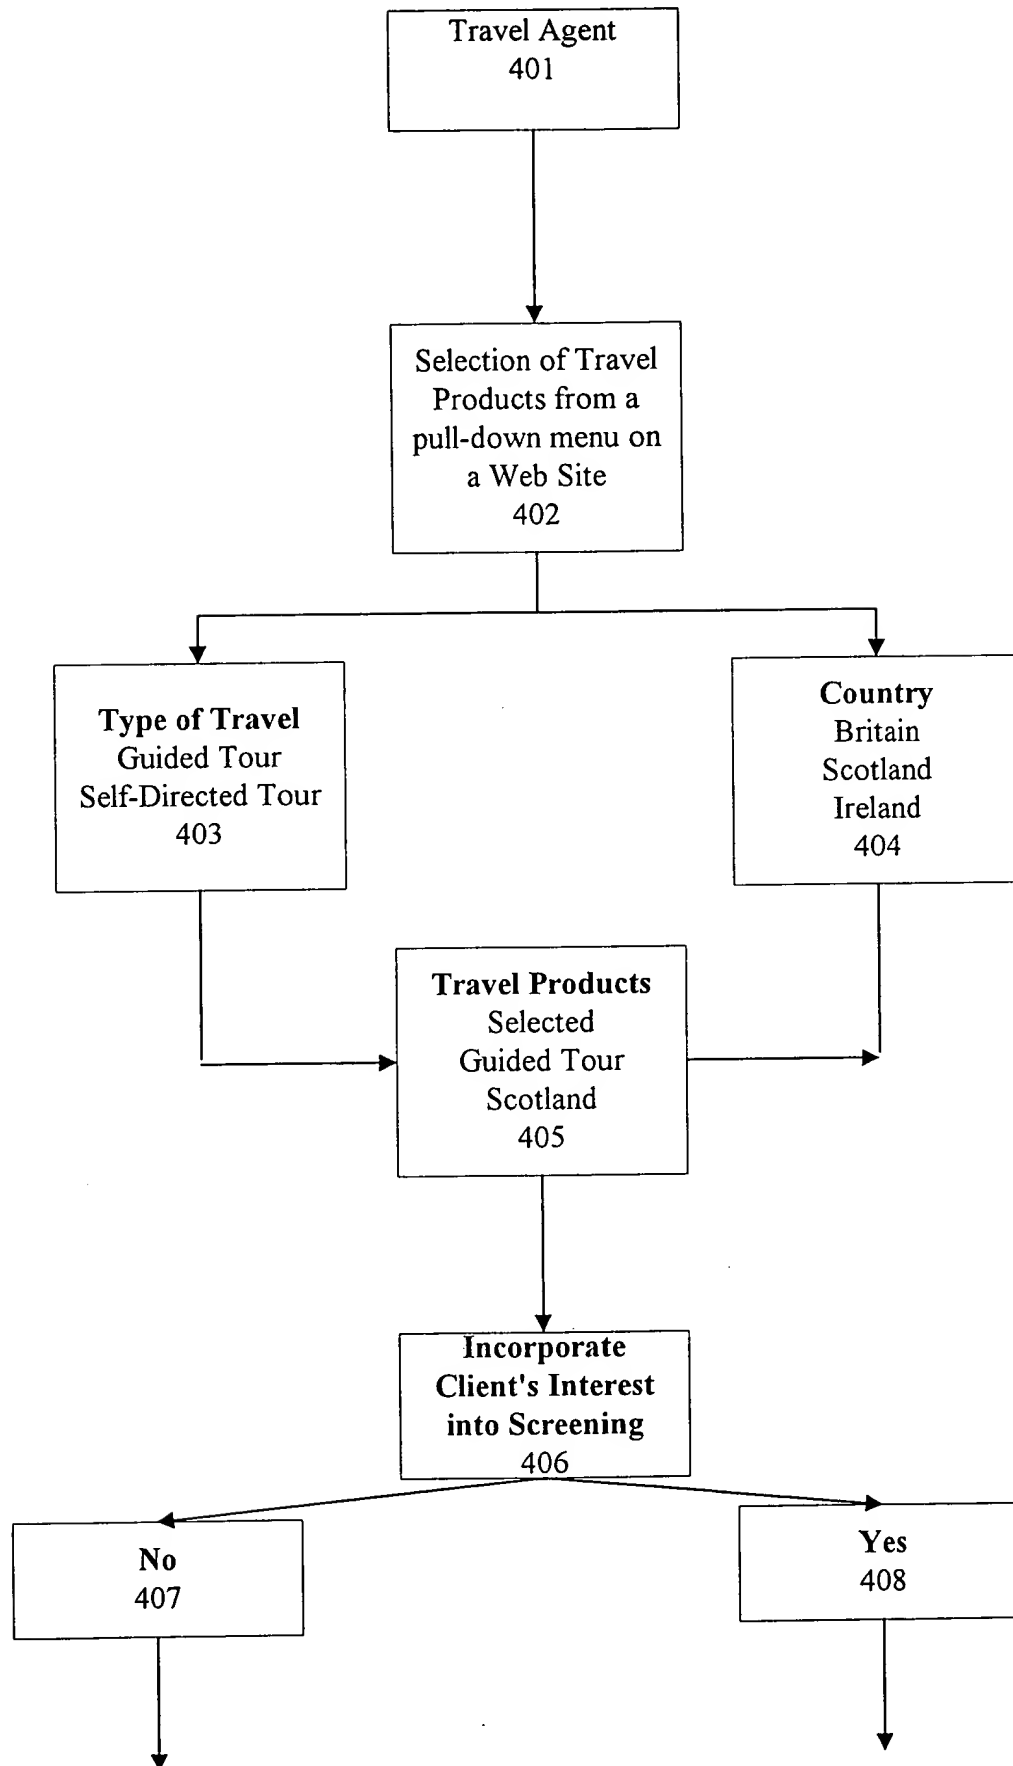 Travel Agent
401
Selection of Travel
Products from a
pull-down menu on
a Web Site
402
Type of Travel
Guided Tour
Self-Directed Tour
403
Country
Britain
Scotland
Ireland
404
Travel Products
Selected
Guided Tour
Scotland
405
Incorporate
Client's Interest
into Screening
406
No
407
Yes
408